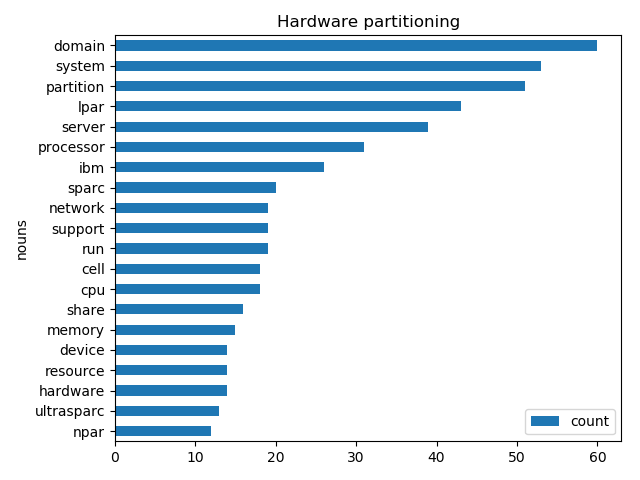 Hardware partitioning
domain
system
partition
lpar
server
processor
ibm
sparc
network
support
run
cell
cpu
share
memory
device
resource
hardware
ultrasparc
npar
nouns
count
0 10 20 30 40 50 60